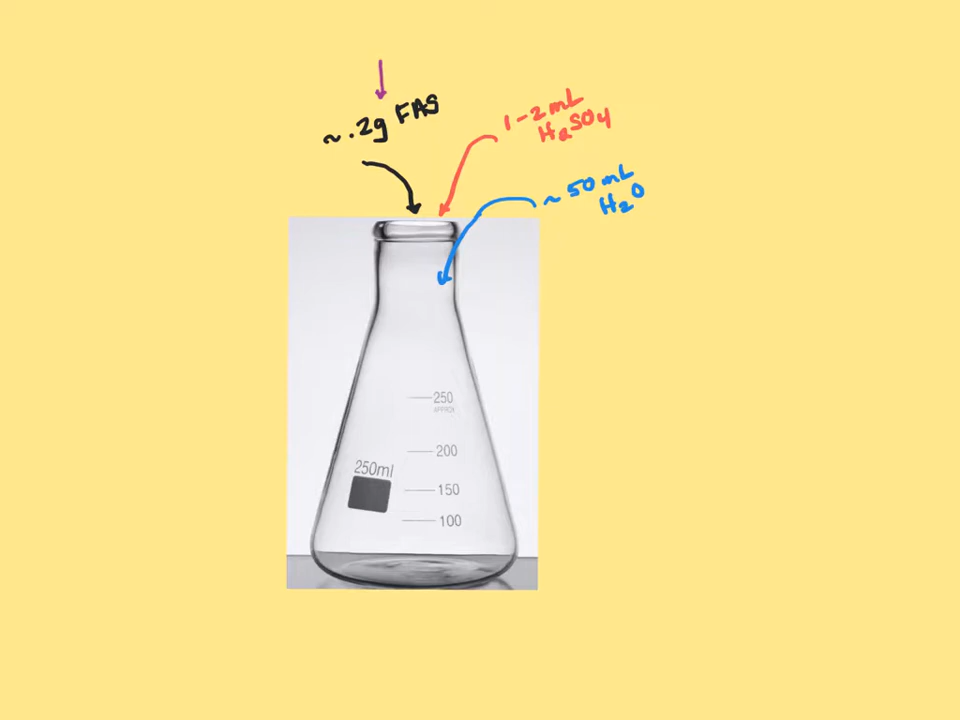 ~ .2g FAS
1-2 mL
H2SO4
~ 50 mL
H2O
250
APPROX
200
250ml
150
100